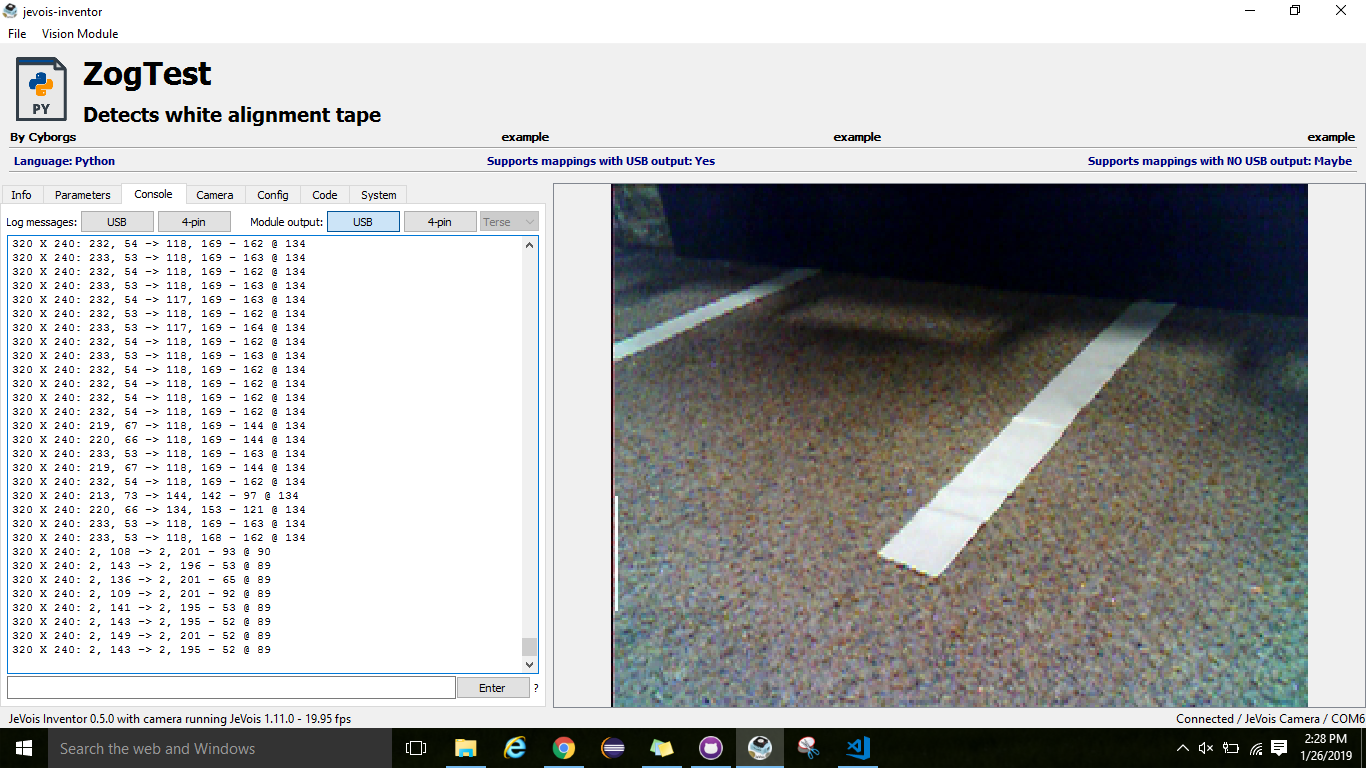 jevois-inventor
File Vision Module
PY
ZogTest
Detects white alignment tape
By Cyborgs example example example
Language: Python Supports mappings with USB output: Yes Supports mappings with NO USB output: Maybe
Info Parameters Console Camera Config Code System
Log messages: USB 4-pin Module output: USB 4-pin Terse
320 X 240: 232, 54 -> 118, 169 - 162 @ 134
320 X 240: 233, 53 -> 118, 169 - 163 @ 134
320 X 240: 232, 54 -> 118, 169 - 162 @ 134
320 X 240: 233, 53 -> 118, 169 - 163 @ 134
320 X 240: 232, 54 -> 117, 169 - 163 @ 134
320 X 240: 232, 53 -> 118, 169 - 162 @ 134
320 X 240: 233, 53 -> 117, 169 - 164 @ 134
320 X 240: 232, 54 -> 118, 169 - 162 @ 134
320 X 240: 233, 53 -> 118, 169 - 163 @ 134
320 X 240: 232, 54 -> 118, 169 - 162 @ 134
320 X 240: 232, 54 -> 118, 169 - 162 @ 134
320 X 240: 232, 54 -> 118, 169 - 162 @ 134
320 X 240: 232, 54 -> 118, 169 - 162 @ 134
320 X 240: 219, 67 -> 118, 169 - 144 @ 134
320 X 240: 220, 66 -> 118, 169 - 144 @ 134
320 X 240: 233, 53 -> 118, 169 - 163 @ 134
320 X 240: 219, 67 -> 118, 169 - 144 @ 134
320 X 240: 232, 54 -> 118, 169 - 162 @ 134
320 X 240: 213, 73 -> 144, 142 - 97 @ 134
320 X 240: 220, 66 -> 134, 153 - 121 @ 134
320 X 240: 233, 53 -> 118, 169 - 163 @ 134
320 X 240: 233, 53 -> 118, 168 - 162 @ 134
320 X 240: 2, 108 -> 2, 201 - 93 @ 90
320 X 240: 2, 143 -> 2, 196 - 53 @ 89
320 X 240: 2, 136 -> 2, 201 - 65 @ 89
320 X 240: 2, 109 -> 2, 201 - 92 @ 89
320 X 240: 2, 141 -> 2, 195 - 53 @ 89
320 X 240: 2, 143 -> 2, 195 - 52 @ 89
320 X 240: 2, 149 -> 2, 201 - 52 @ 89
320 X 240: 2, 143 -> 2, 195 - 52 @ 89
Enter ?
JeVois Inventor 0.5.0 with camera running JeVois 1.11.0 - 19.95 fps Connected / JeVois Camera / COM6
Search the web and Windows
2:28 PM
1/26/2019